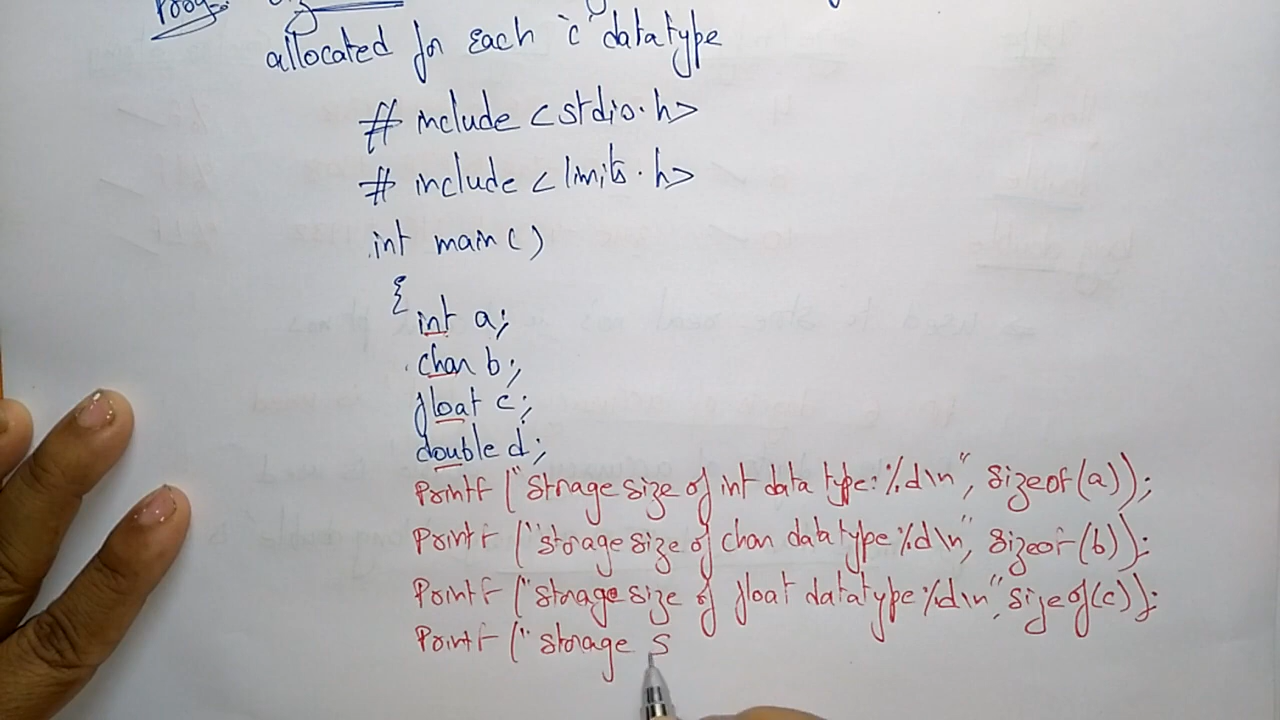 allocated for each 'c' datatype
# include <stdio.h>
# include <limits.h>
int main()
{
int a;
char b;
float c;
double d;
Printf ("Storage size of int data type: %d\n", sizeof(a));
Printf ("storage size of char datatype %d\n", sizeof(b));
Printf ("storage size of float datatype %d\n", sizeof(c));
Printf (" Storage S